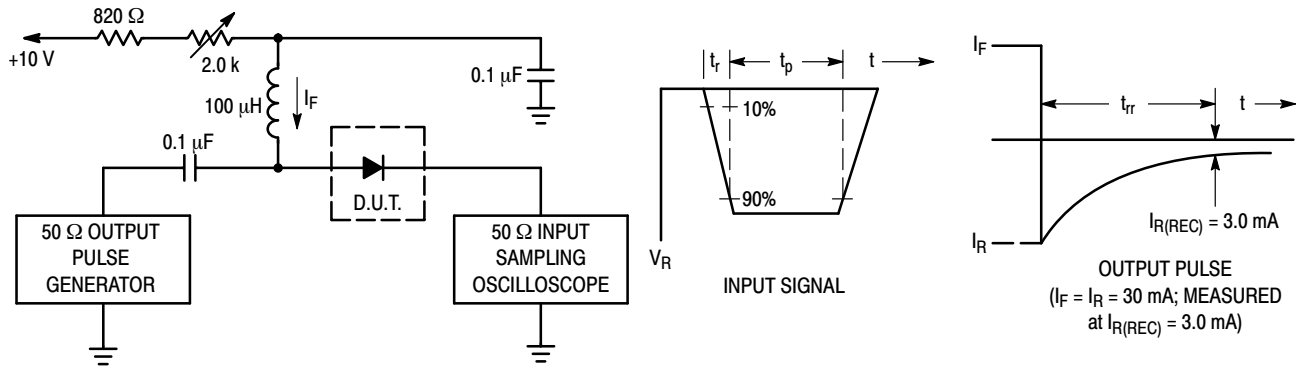 820 Ω
+10 V
2.0 k
100 μH
I_F
0.1 μF
0.1 μF
D.U.T.
50 Ω OUTPUT
PULSE
GENERATOR
50 Ω INPUT
SAMPLING
OSCILLOSCOPE
t_r
t_p
t
10%
90%
V_R
INPUT SIGNAL
I_F
t_rr
t
I_R
I_R(REC) = 3.0 mA
OUTPUT PULSE
(I_F = I_R = 30 mA; MEASURED
at I_R(REC) = 3.0 mA)